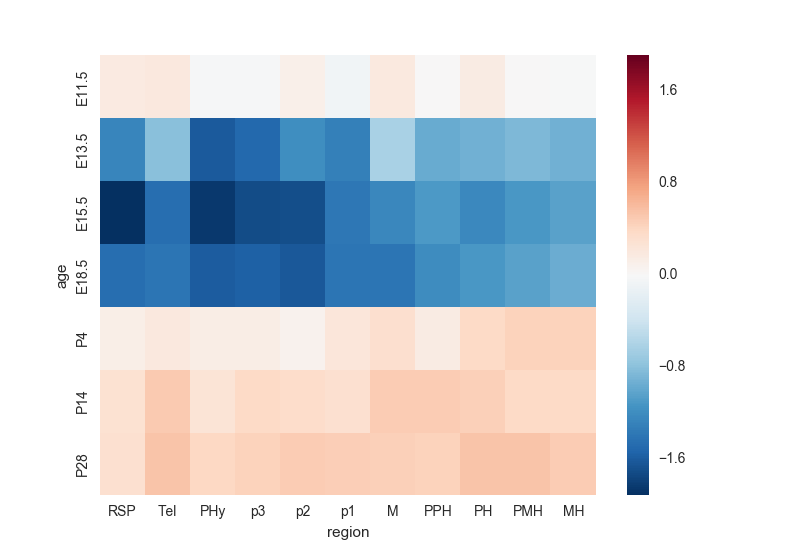 E11.5
E13.5
E15.5
E18.5
P4
P14
P28
age
RSP Tel PHy p3 p2 p1 M PPH PH PMH MH
region
1.6
0.8
0.0
−0.8
−1.6